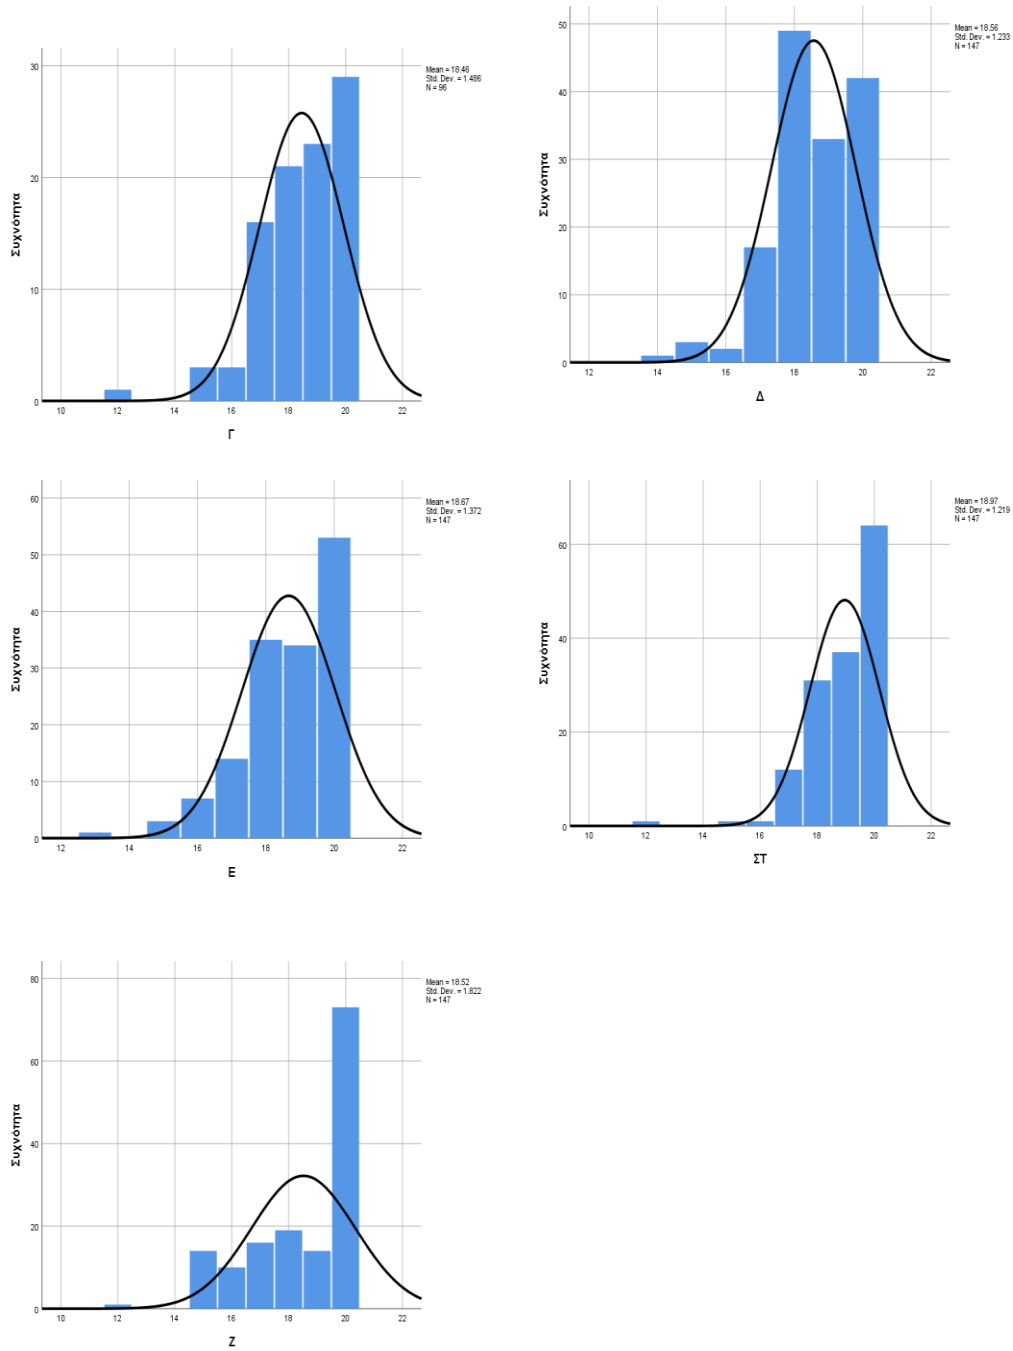 Mean = 18.46
Std. Dev. = 1.486
N = 96
30
20
10
0
Συχνότητα
10 12 14 16 18 20 22
Γ
Mean = 18.56
Std. Dev. = 1.233
N = 147
50
40
30
20
10
0
Συχνότητα
12 14 16 18 20 22
Δ
Mean = 18.67
Std. Dev. = 1.372
N = 147
60
50
40
30
20
10
0
Συχνότητα
12 14 16 18 20 22
Ε
Mean = 18.97
Std. Dev. = 1.219
N = 147
60
40
20
0
Συχνότητα
10 12 14 16 18 20 22
ΣΤ
Mean = 18.52
Std. Dev. = 1.822
N = 147
80
60
40
20
0
Συχνότητα
10 12 14 16 18 20 22
Ζ